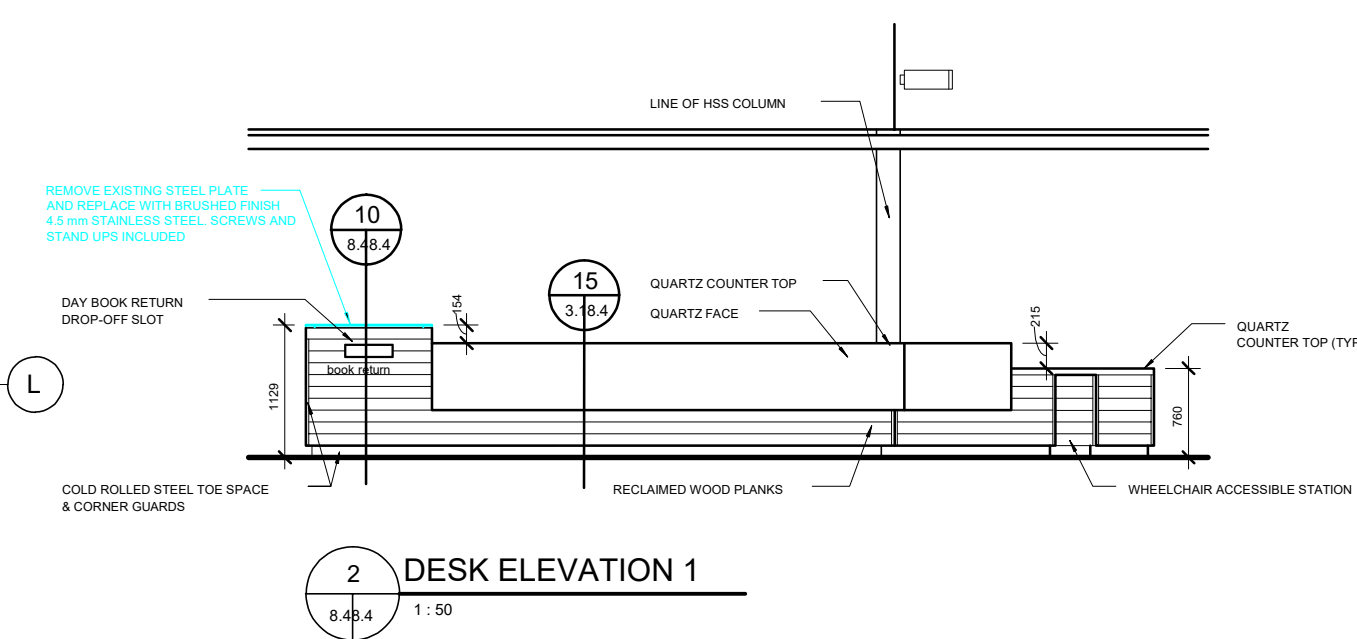 LINE OF HSS COLUMN
REMOVE EXISTING STEEL PLATE
AND REPLACE WITH BRUSHED FINISH
4.5 mm STAINLESS STEEL. SCREWS AND
STAND UPS INCLUDED
10
8.48.4
15
3.18.4
DAY BOOK RETURN
DROP-OFF SLOT
154
QUARTZ COUNTER TOP
QUARTZ FACE
215
QUARTZ
COUNTER TOP (TYP
book return
L
1129
760
COLD ROLLED STEEL TOE SPACE
& CORNER GUARDS
RECLAIMED WOOD PLANKS
WHEELCHAIR ACCESSIBLE STATION
2
8.48.4
DESK ELEVATION 1
1 : 50